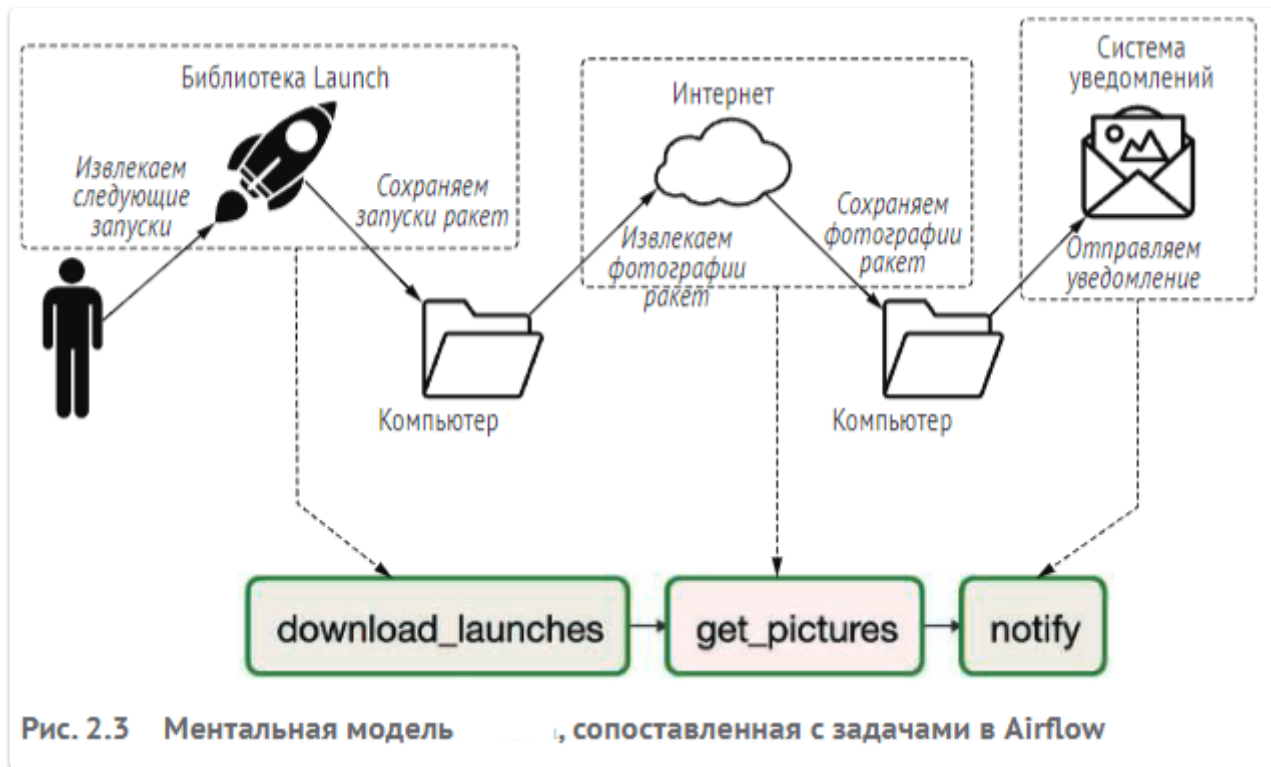 Библиотека Launch
Извлекаем
следующие
запуски
Сохраняем
запуски ракет
Компьютер
Интернет
Извлекаем
фотографии
ракет
Сохраняем
фотографии
ракет
Компьютер
Система
уведомлений
Отправляем
уведомление
download_launches
get_pictures
notify
Рис. 2.3 Ментальная модель , сопоставленная с задачами в Airflow